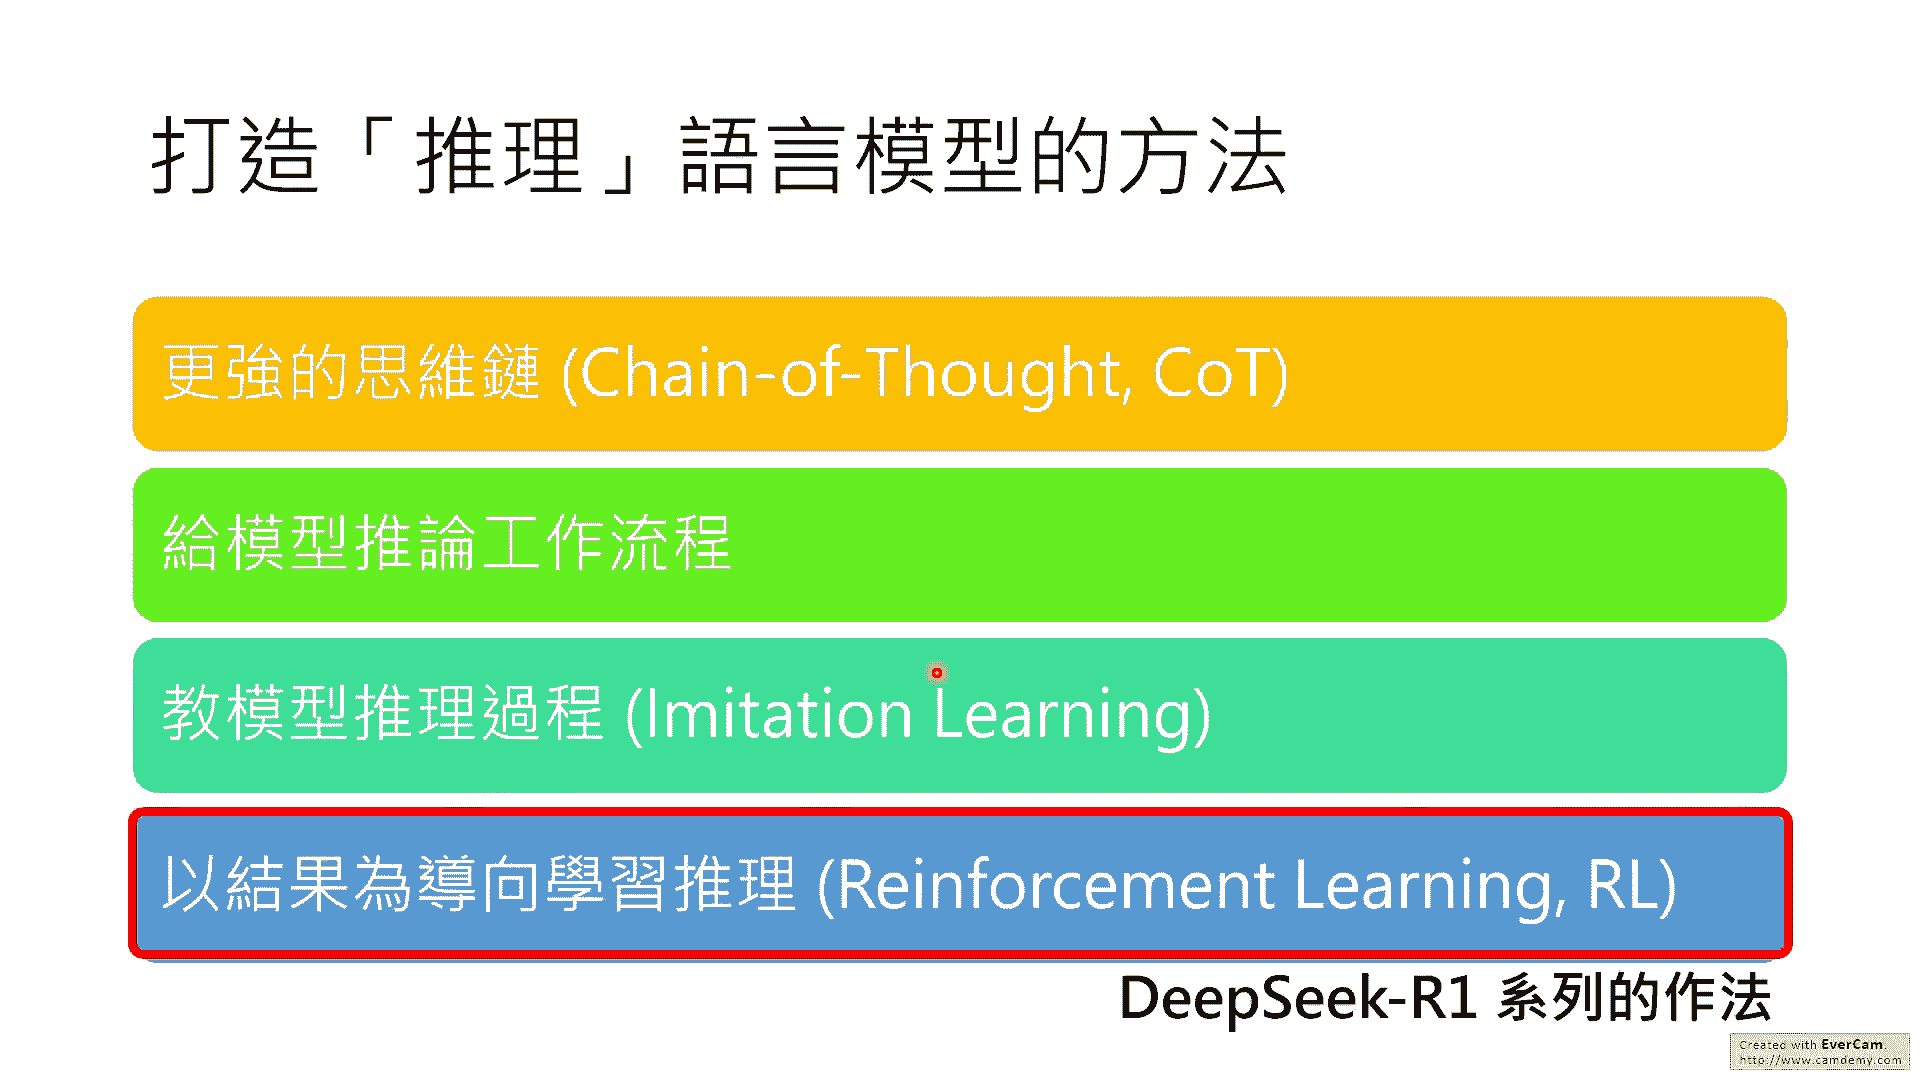 打造「推理」語言模型的方法
更強的思維鏈 (Chain-of-Thought, CoT)
給模型推論工作流程
教模型推理過程 (Imitation Learning)
以結果為導向學習推理 (Reinforcement Learning, RL)
DeepSeek-R1 系列的作法
Created with EverCam.
http://www.camdemy.com